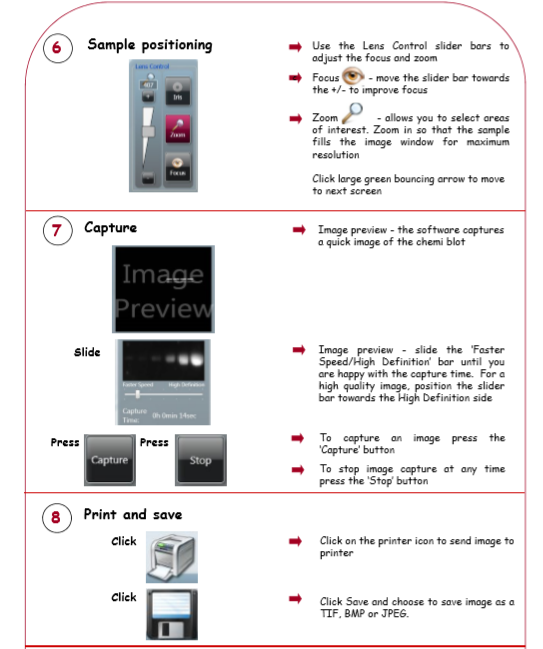 6 Sample positioning
Lens Control
407
Iris
Zoom
Focus
Use the Lens Control slider bars to
adjust the focus and zoom
Focus - move the slider bar towards
the +/- to improve focus
Zoom - allows you to select areas
of interest. Zoom in so that the sample
fills the image window for maximum
resolution
Click large green bouncing arrow to move
to next screen
7 Capture
Image
Preview
Image preview - the software captures
a quick image of the chemi blot
Slide
Faster Speed High Definition
Capture
Time
0h 0min 34sec
Image preview - slide the 'Faster
Speed/High Definition' bar until you
are happy with the capture time. For a
high quality image, position the slider
bar towards the High Definition side
Press Capture Press Stop
To capture an image press the
'Capture' button
To stop image capture at any time
press the 'Stop' button
8 Print and save
Click
Click on the printer icon to send image to
printer
Click
Click Save and choose to save image as a
TIF, BMP or JPEG.